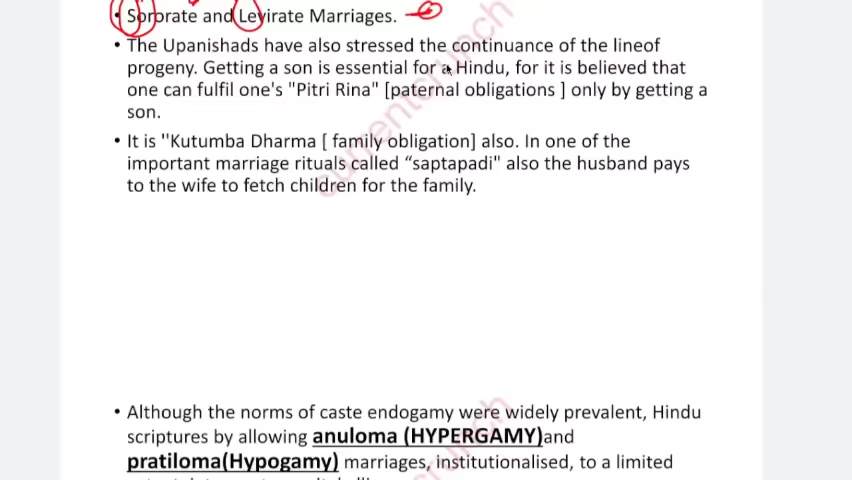 • Sororate and Levirate Marriages.
• The Upanishads have also stressed the continuance of the lineof
progeny. Getting a son is essential for a Hindu, for it is believed that
one can fulfil one's "Pitri Rina" [paternal obligations ] only by getting a
son.
• It is "Kutumba Dharma [ family obligation] also. In one of the
important marriage rituals called “saptapadi" also the husband pays
to the wife to fetch children for the family.
• Although the norms of caste endogamy were widely prevalent, Hindu
scriptures by allowing anuloma (HYPERGAMY)and
pratiloma(Hypogamy) marriages, institutionalised, to a limited
currentcrunch